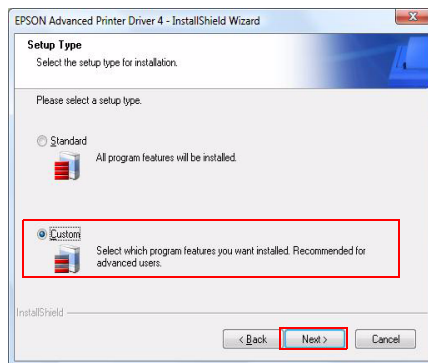 EPSON Advanced Printer Driver 4 - InstallShield Wizard
Setup Type
Select the setup type for installation.
Please select a setup type.
Standard
All program features will be installed.
Custom
Select which program features you want installed. Recommended for
advanced users.
InstallShield
< Back Next > Cancel